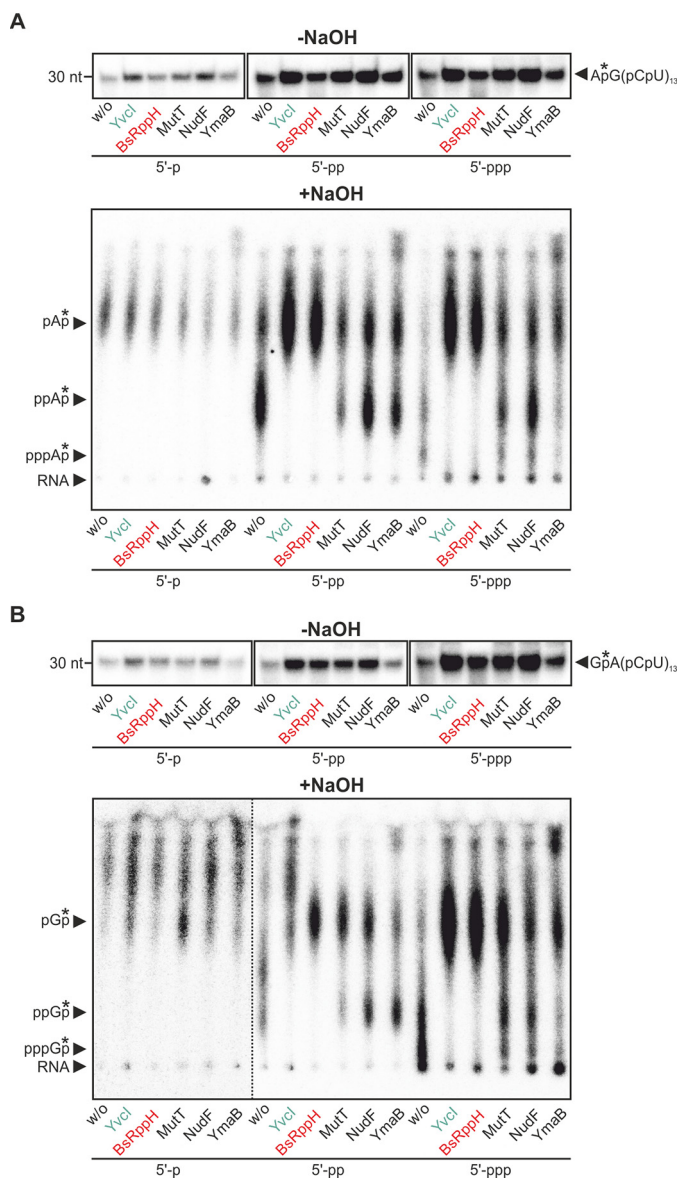 A
-NaOH
30 nt
ApG(pCpU)13
*
w/o YvcI BsRppH MutT NudF YmaB w/o YvcI BsRppH MutT NudF YmaB w/o YvcI BsRppH MutT NudF YmaB
5'-p 5'-pp 5'-ppp
+NaOH
pAp*
ppAp*
pppAp*
RNA
w/o YvcI BsRppH MutT NudF YmaB w/o YvcI BsRppH MutT NudF YmaB w/o YvcI BsRppH MutT NudF YmaB
5'-p 5'-pp 5'-ppp
B
-NaOH
30 nt
GpA(pCpU)13
*
w/o YvcI BsRppH MutT NudF YmaB w/o YvcI BsRppH MutT NudF YmaB w/o YvcI BsRppH MutT NudF YmaB
5'-p 5'-pp 5'-ppp
+NaOH
pGp*
ppGp*
pppGp*
RNA
w/o YvcI BsRppH MutT NudF YmaB w/o YvcI BsRppH MutT NudF YmaB w/o YvcI BsRppH MutT NudF YmaB
5'-p 5'-pp 5'-ppp